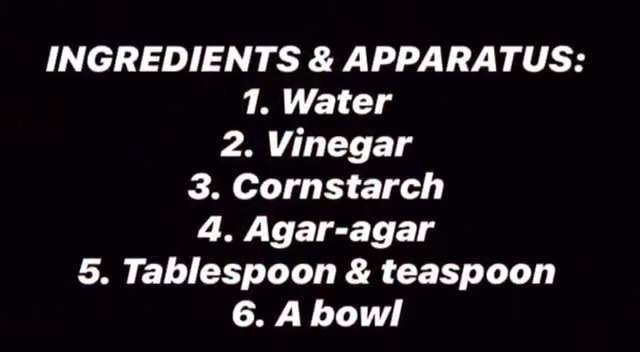 INGREDIENTS & APPARATUS:
1. Water
2. Vinegar
3. Cornstarch
4. Agar-agar
5. Tablespoon & teaspoon
6. A bowl